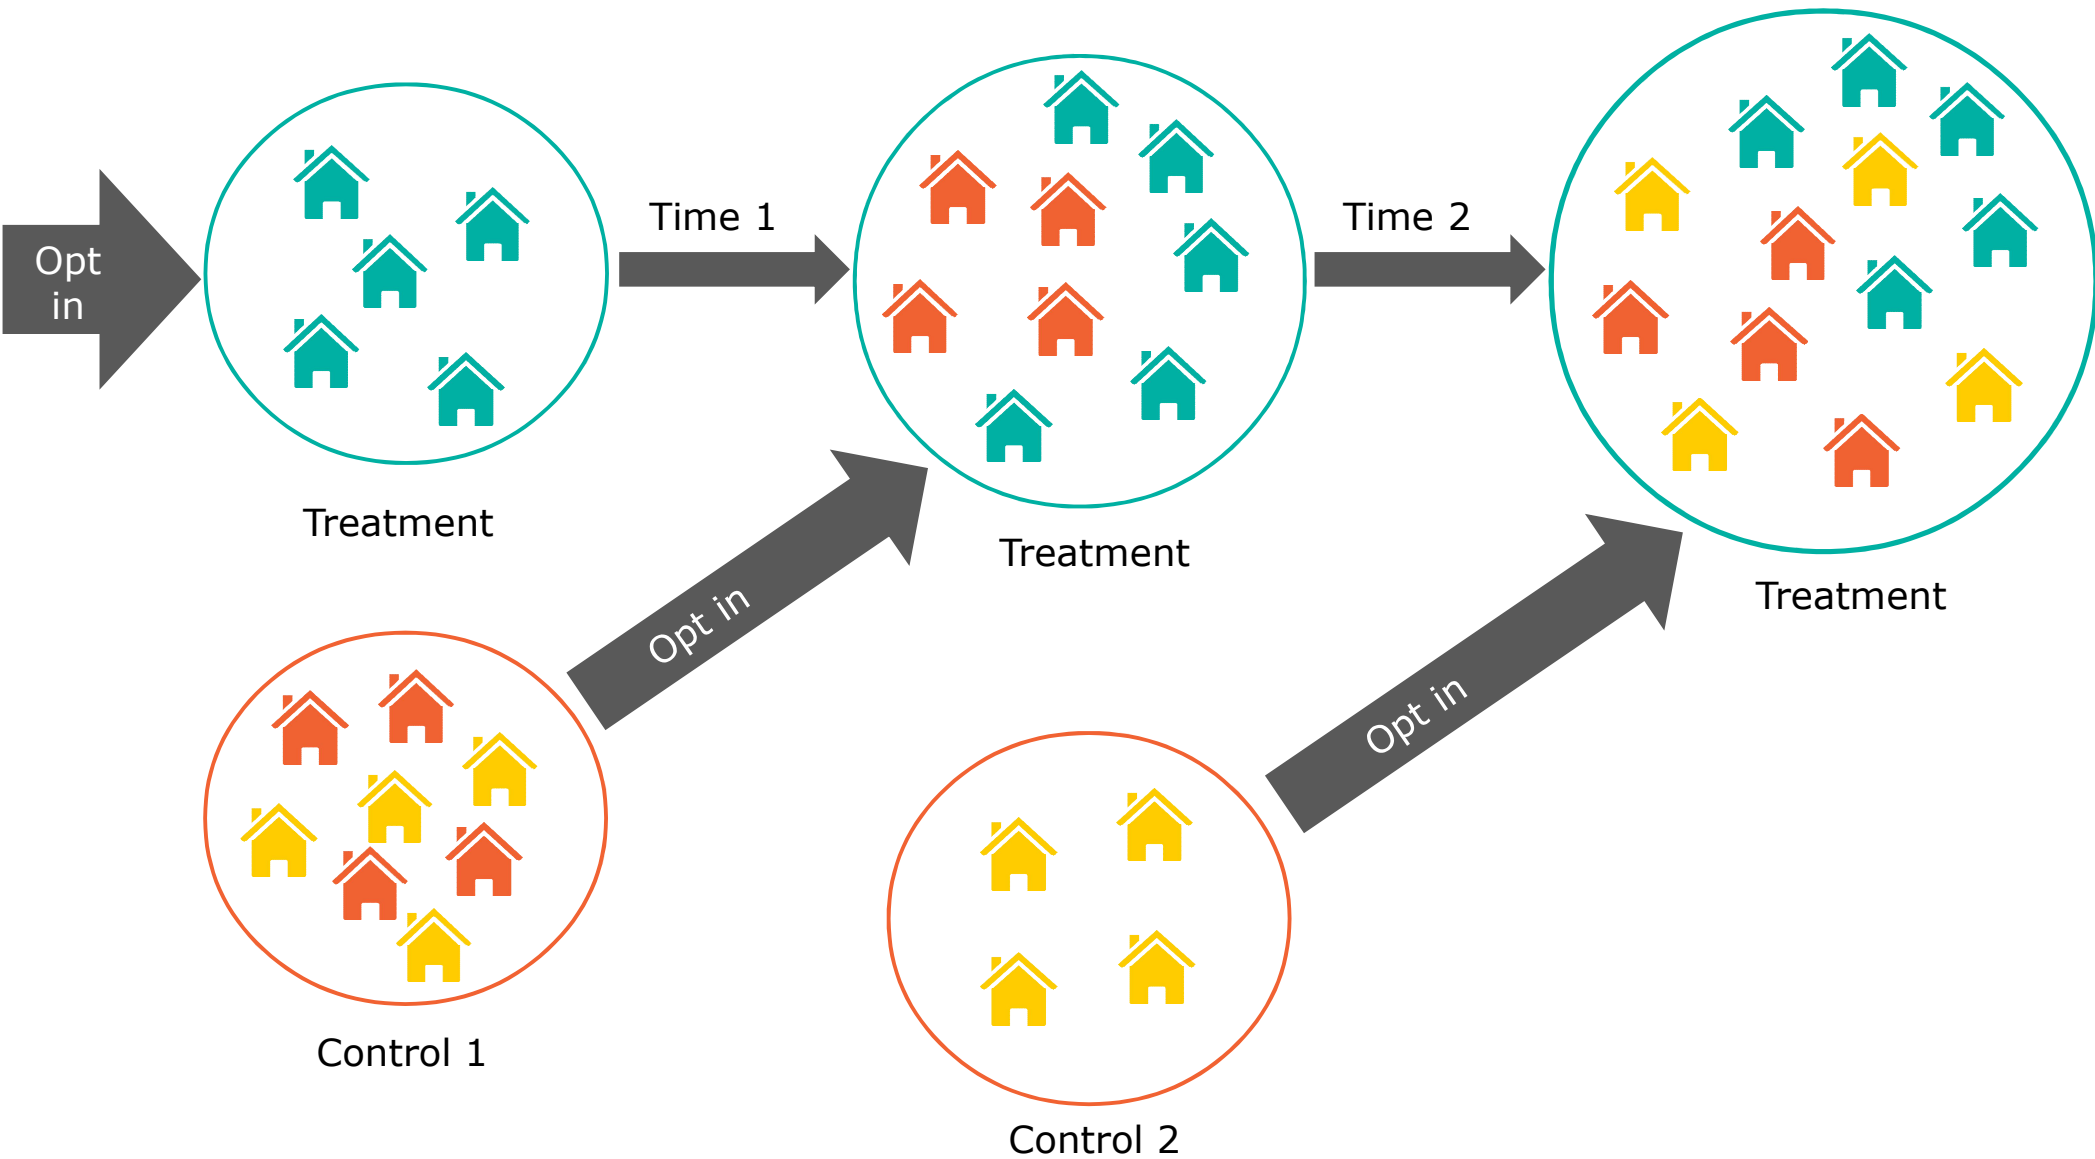 Opt
in
Time 1
Time 2
Treatment
Treatment
Treatment
Opt in
Opt in
Control 1
Control 2